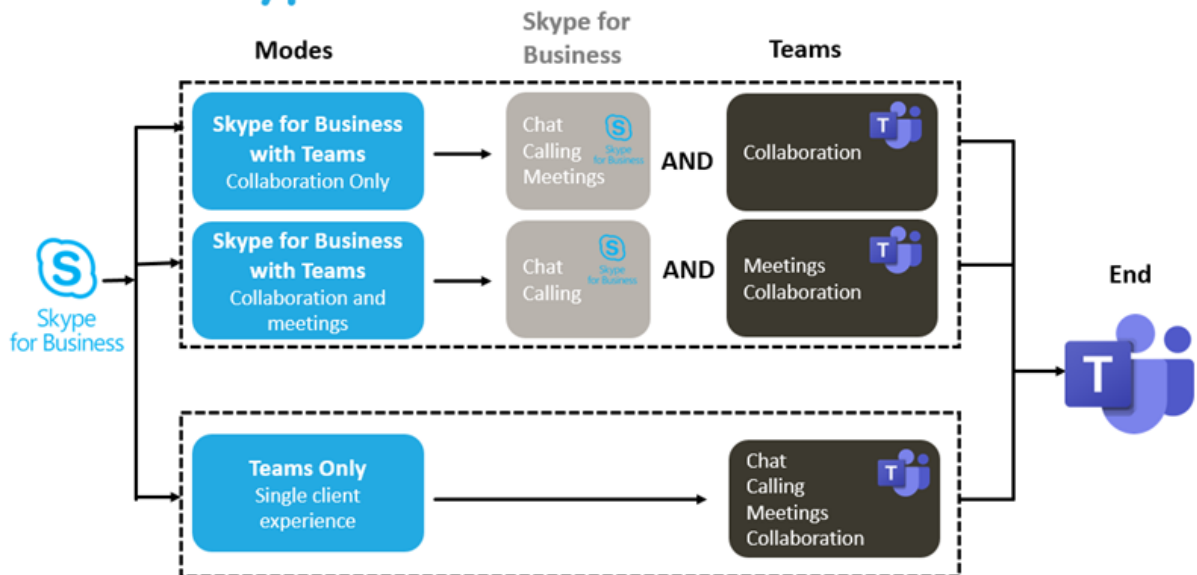 Modes
Skype for
Business
Teams
Skype for Business
with Teams
Collaboration Only
Chat
Calling
Meetings
S
Skype
for Business
AND
Collaboration
T
Skype for Business
with Teams
Collaboration and
meetings
Chat
Calling
S
Skype
for Business
AND
Meetings
Collaboration
T
S
Skype
for Business
End
T
Teams Only
Single client
experience
Chat
Calling
Meetings
Collaboration
T